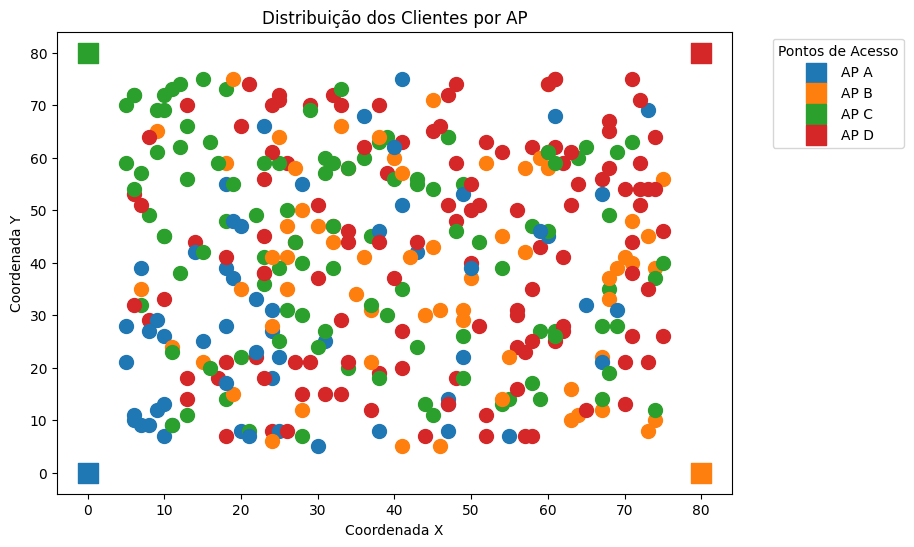 Distribuição dos Clientes por AP
Pontos de Acesso
AP A
AP B
AP C
AP D
Coordenada Y
80
70
60
50
40
30
20
10
0
0 10 20 30 40 50 60 70 80
Coordenada X